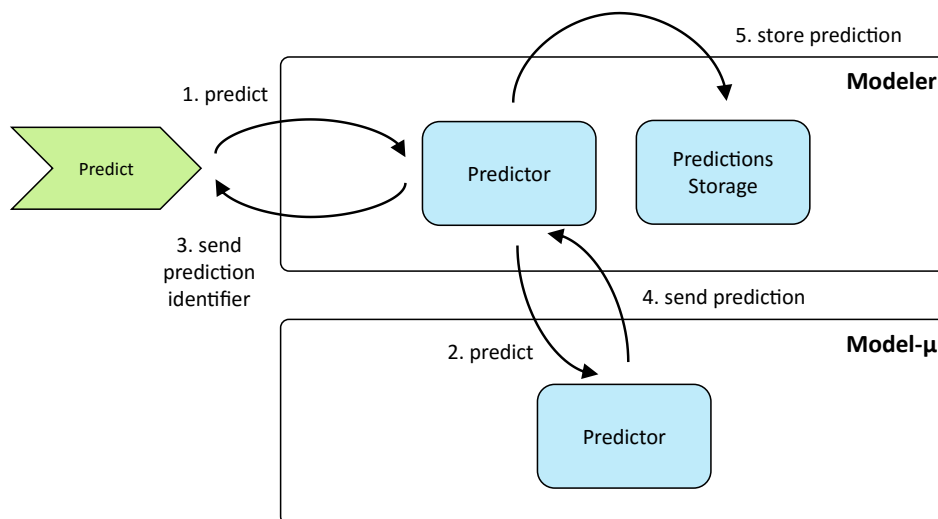 5. store prediction
Modeler
1. predict
Predict
Predictor
Predictions
Storage
3. send
prediction
identifier
4. send prediction
2. predict
Model-µ
Predictor